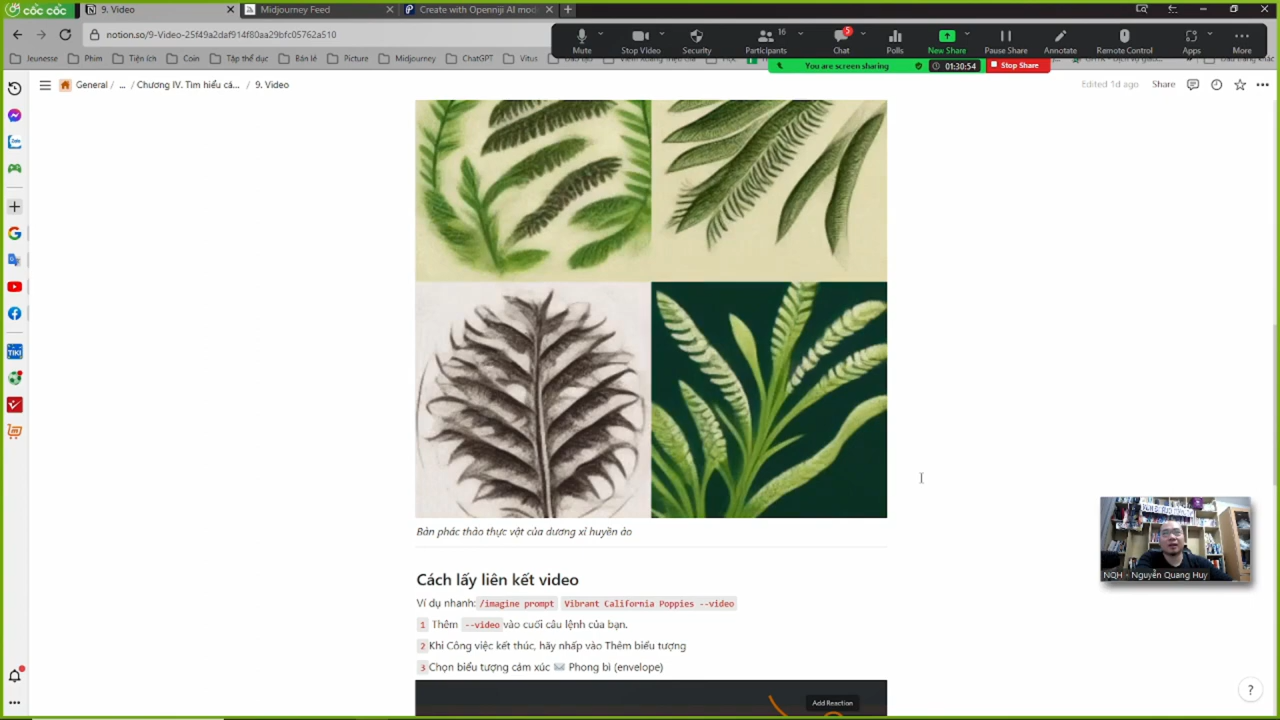 cốc cốc
9. Video
Midjourney Feed
Create with Openniji AI mod
notion.so/9-Video-25f49a2daf914f80aa29bfc05762a510
Mute
Stop Video
Security
Participants
16
Chat
5
Polls
New Share
Pause Share
Annotate
Remote Control
Apps
More
Jeunesse
Phim
Tiện ích
Coin
Tập thể dục
Bán lẻ
Picture
Midjourney
ChatGPT
Vitus
You are screen sharing
01:30:54
Stop Share
General / ... / Chương IV. Tìm hiểu cá... / 9. Video
Edited 1d ago
Share
Zalo
TIKI
Bản phác thảo thực vật của dương xỉ huyền ảo
Cách lấy liên kết video
Ví dụ nhanh: /imagine prompt Vibrant California Poppies --video
1 Thêm --video vào cuối câu lệnh của bạn.
2 Khi Công việc kết thúc, hãy nhấp vào Thêm biểu tượng
3 Chọn biểu tượng cảm xúc ✉️ Phong bì (envelope)
Add Reaction
NQH - Nguyễn Quang Huy
?